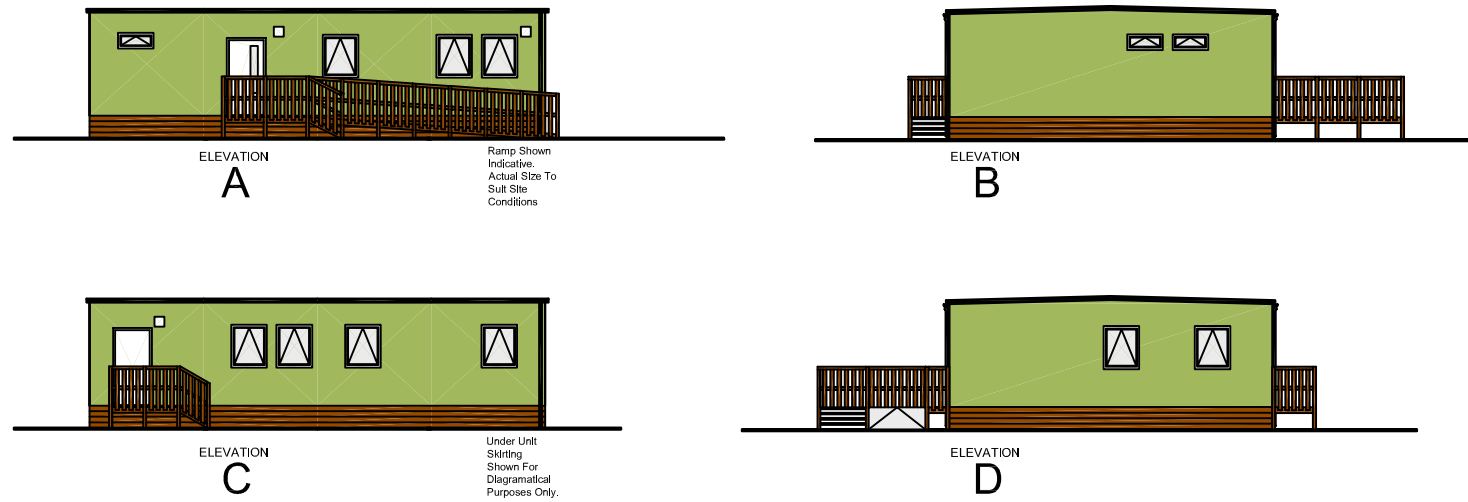 ELEVATION
A
Ramp Shown
Indicative.
Actual Size To
Suit Site
Conditions
ELEVATION
B
ELEVATION
C
Under Unit
Skirting
Shown For
Diagramatical
Purposes Only.
ELEVATION
D